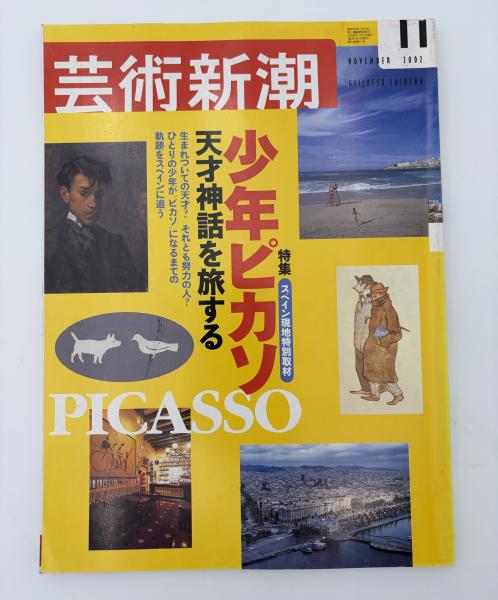 11
NOVEMBER 2002
GEIJUTSU SHINCHO
芸術新潮
特集
スペイン現地特別取材
少年ピカソ
天才神話を旅する
生まれついての天才? それとも努力の人?
ひとりの少年が“ピカソ”になるまでの
軌跡をスペインに追う
PICASSO